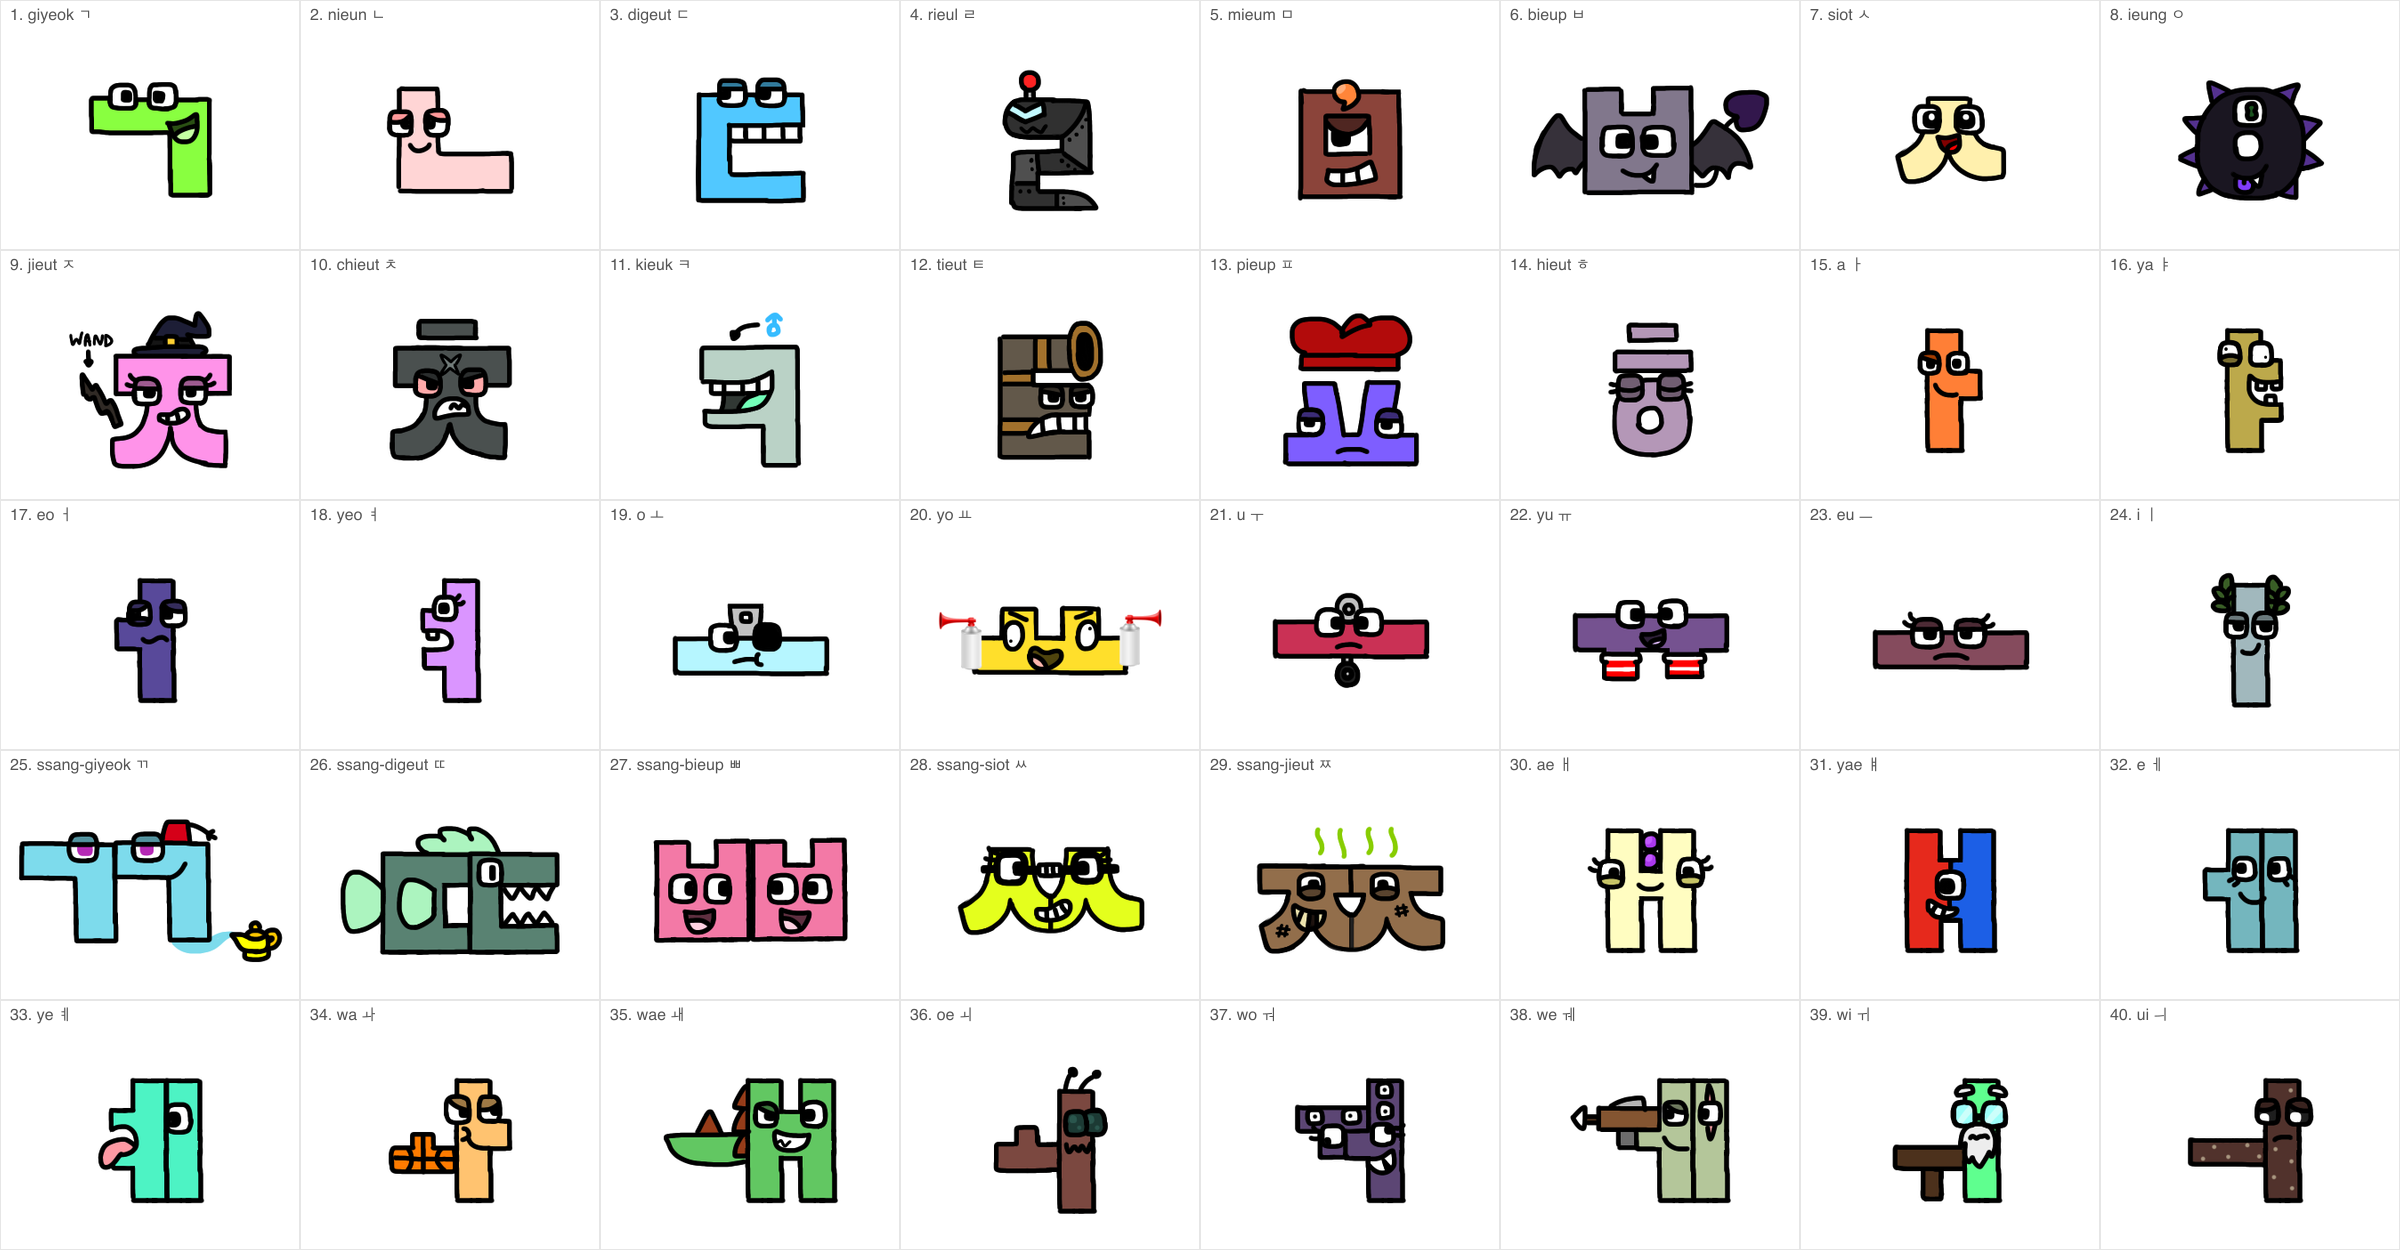 1. giyeok ㄱ
2. nieun ㄴ
3. digeut ㄷ
4. rieul ㄹ
5. mieum ㅁ
6. bieup ㅂ
7. siot ㅅ
8. ieung ㅇ
9. jieut ㅈ
10. chieut ㅊ
11. kieuk ㅋ
12. tieut ㅌ
13. pieup ㅍ
14. hieut ㅎ
15. a ㅏ
16. ya ㅑ
WAND
17. eo ㅓ
18. yeo ㅕ
19. o ㅗ
20. yo ㅛ
21. u ㅜ
22. yu ㅠ
23. eu ㅡ
24. i ㅣ
25. ssang-giyeok ㄲ
26. ssang-digeut ㄸ
27. ssang-bieup ㅃ
28. ssang-siot ㅆ
29. ssang-jieut ㅉ
30. ae ㅐ
31. yae ㅒ
32. e ㅔ
33. ye ㅖ
34. wa ㅘ
35. wae ㅙ
36. oe ㅚ
37. wo ㅝ
38. we ㅞ
39. wi ㅟ
40. ui ㅢ